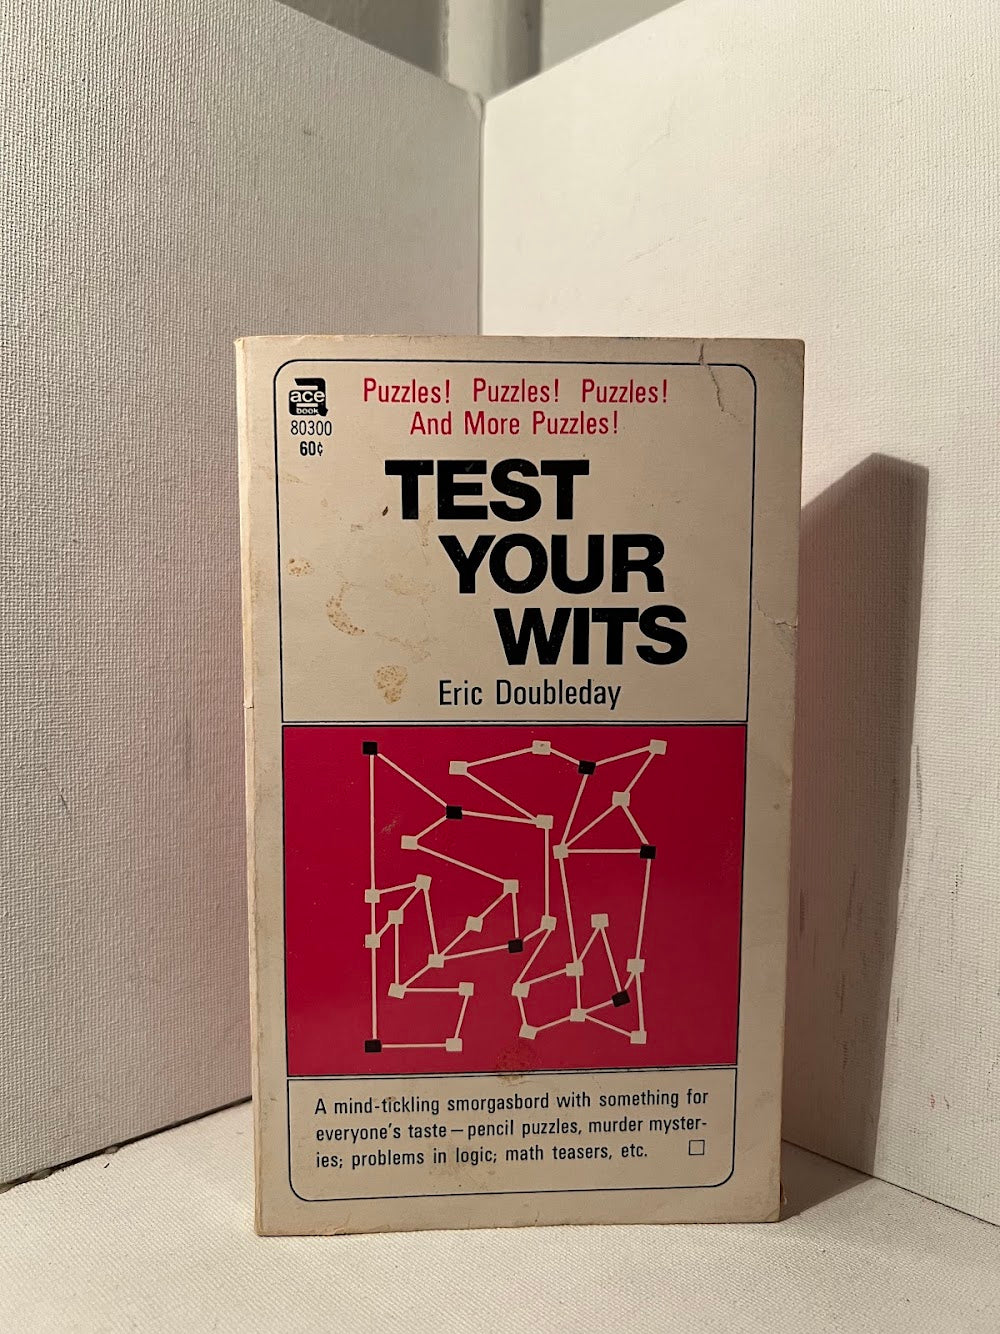 ace
book
80300
60¢
Puzzles! Puzzles! Puzzles!
And More Puzzles!
TEST
YOUR
WITS
Eric Doubleday
A mind-tickling smorgasbord with something for
everyone's taste—pencil puzzles, murder myster-
ies; problems in logic; math teasers, etc.